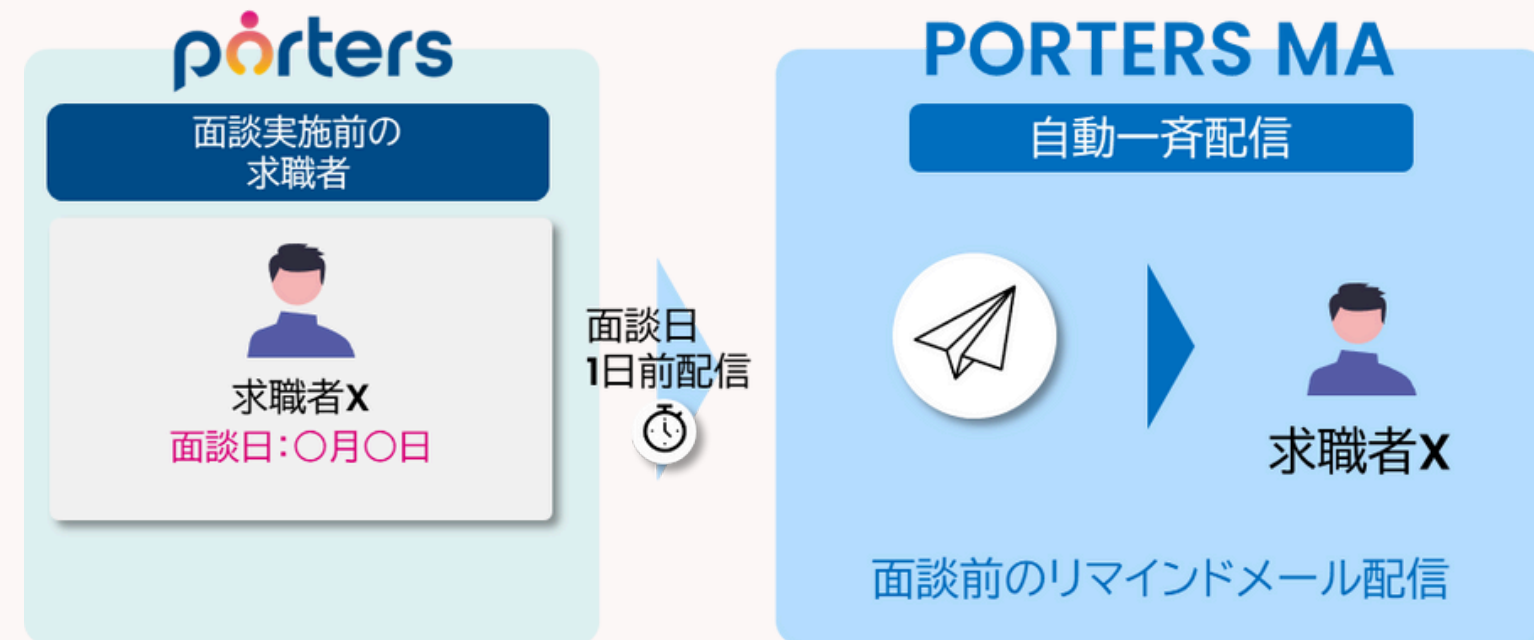 porters
面談実施前の
求職者
求職者X
面談日:〇月〇日
面談日
1日前配信
PORTERS MA
自動一斉配信
求職者X
面談前のリマインドメール配信